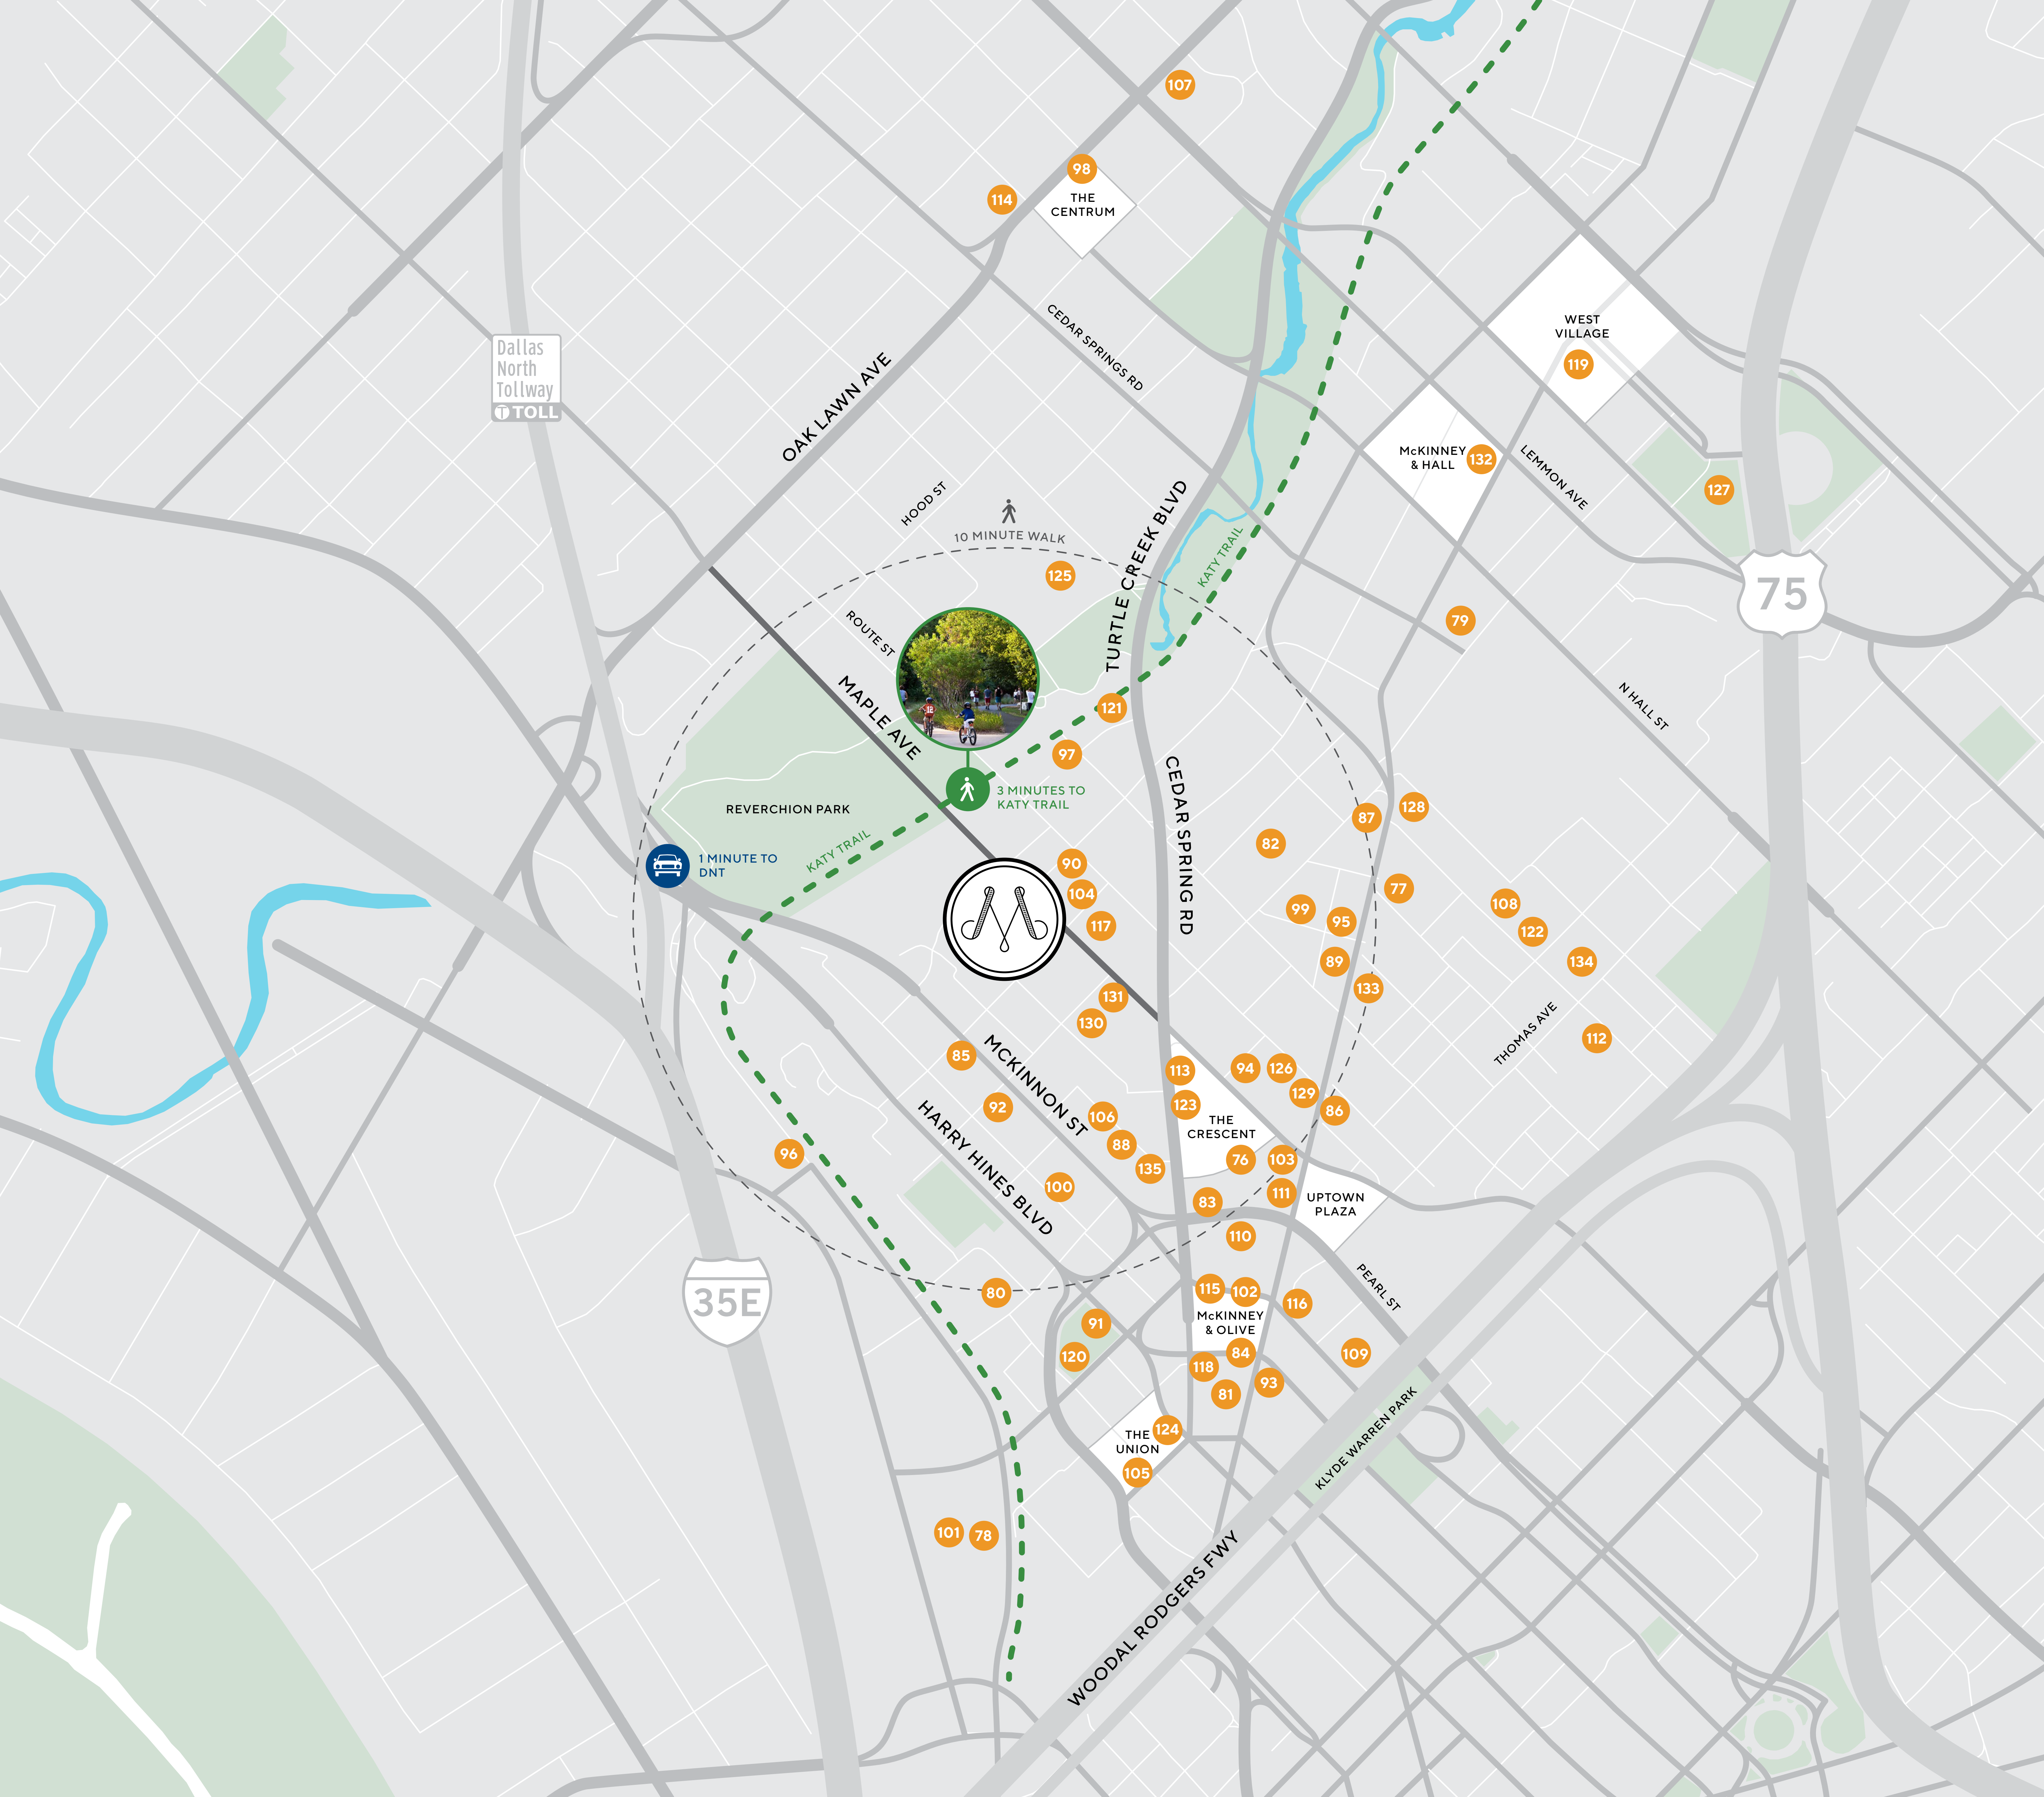 107
98
114
THE
CENTRUM
CEDAR SPRINGS RD
WEST
VILLAGE
119
Dallas
North
Tollway
TOLL
OAK LAWN AVE
McKINNEY
& HALL
132
LEMMON AVE
127
HOOD ST
10 MINUTE WALK
125
TURTLE CREEK BLVD
KATY TRAIL
75
79
ROUTE ST
MAPLE AVE
121
97
N HALL ST
3 MINUTES TO
KATY TRAIL
REVERCHION PARK
KATY TRAIL
1 MINUTE TO
DNT
CEDAR SPRING RD
87
128
82
90
104
117
77
99
95
108
122
89
134
133
131
130
THOMAS AVE
112
85
MCKINNON ST
92
HARRY HINES BLVD
113
94
126
129
86
123
106
88
135
THE
CRESCENT
76
103
96
100
111
UPTOWN
PLAZA
83
110
35E
80
115
102
116
PEARL ST
McKINNEY
& OLIVE
91
120
84
109
118
93
81
KLYDE WARREN PARK
124
THE
UNION
105
101
78
WOODAL RODGERS FWY